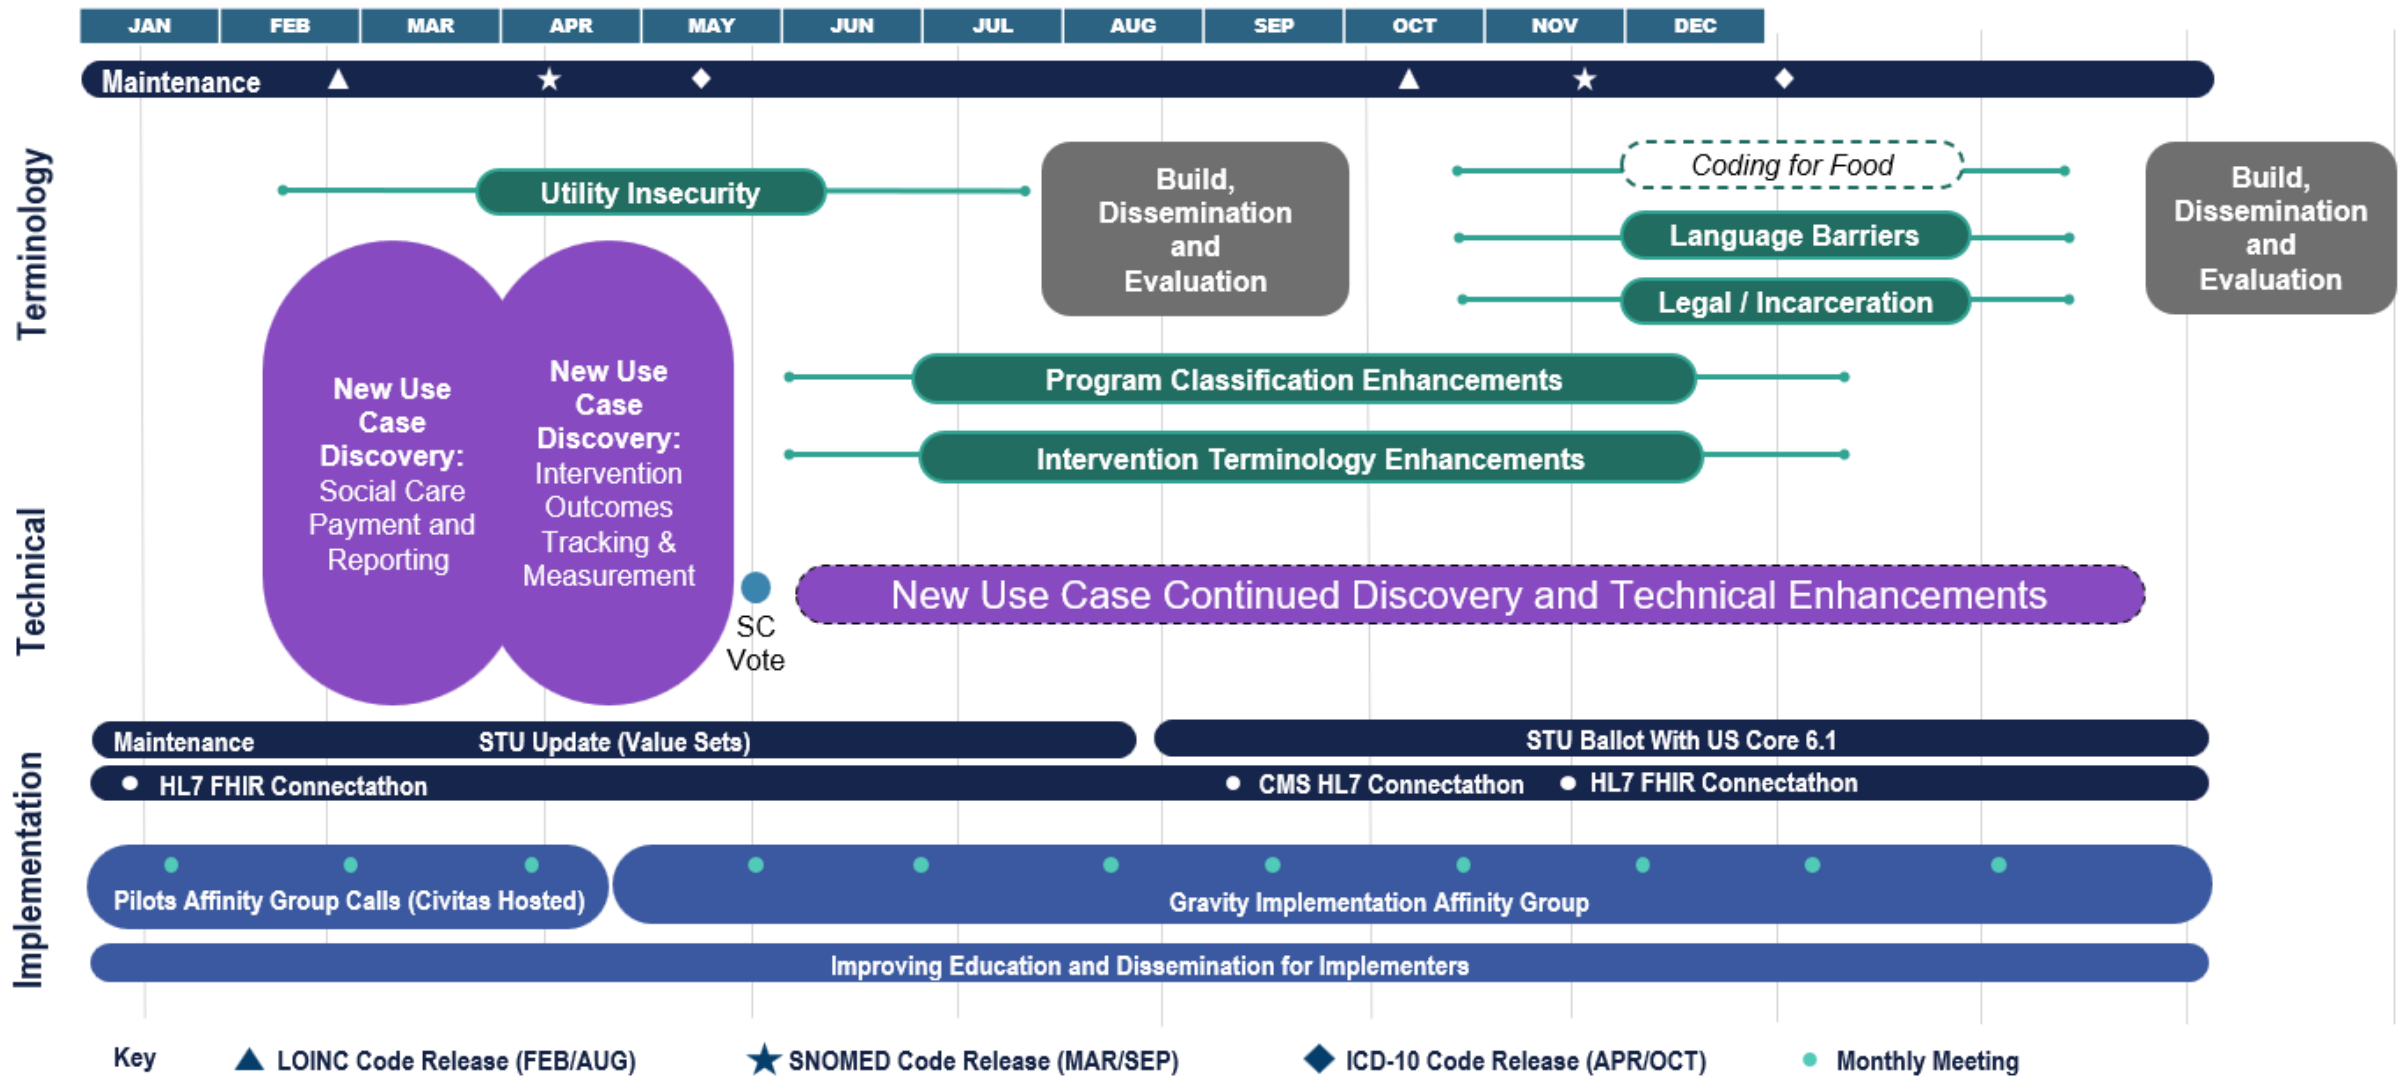 JAN FEB MAR APR MAY JUN JUL AUG SEP OCT NOV DEC
Maintenance
Terminology
Utility Insecurity
Build,
Dissemination
and
Evaluation
Coding for Food
Language Barriers
Legal / Incarceration
Build,
Dissemination
and
Evaluation
Program Classification Enhancements
Intervention Terminology Enhancements
New Use
Case
Discovery:
Social Care
Payment and
Reporting
New Use
Case
Discovery:
Intervention
Outcomes
Tracking &
Measurement
Technical
SC
Vote
New Use Case Continued Discovery and Technical Enhancements
Maintenance
STU Update (Value Sets)
STU Ballot With US Core 6.1
HL7 FHIR Connectathon
CMS HL7 Connectathon
HL7 FHIR Connectathon
Implementation
Pilots Affinity Group Calls (Civitas Hosted)
Gravity Implementation Affinity Group
Improving Education and Dissemination for Implementers
Key
LOINC Code Release (FEB/AUG)
SNOMED Code Release (MAR/SEP)
ICD-10 Code Release (APR/OCT)
Monthly Meeting